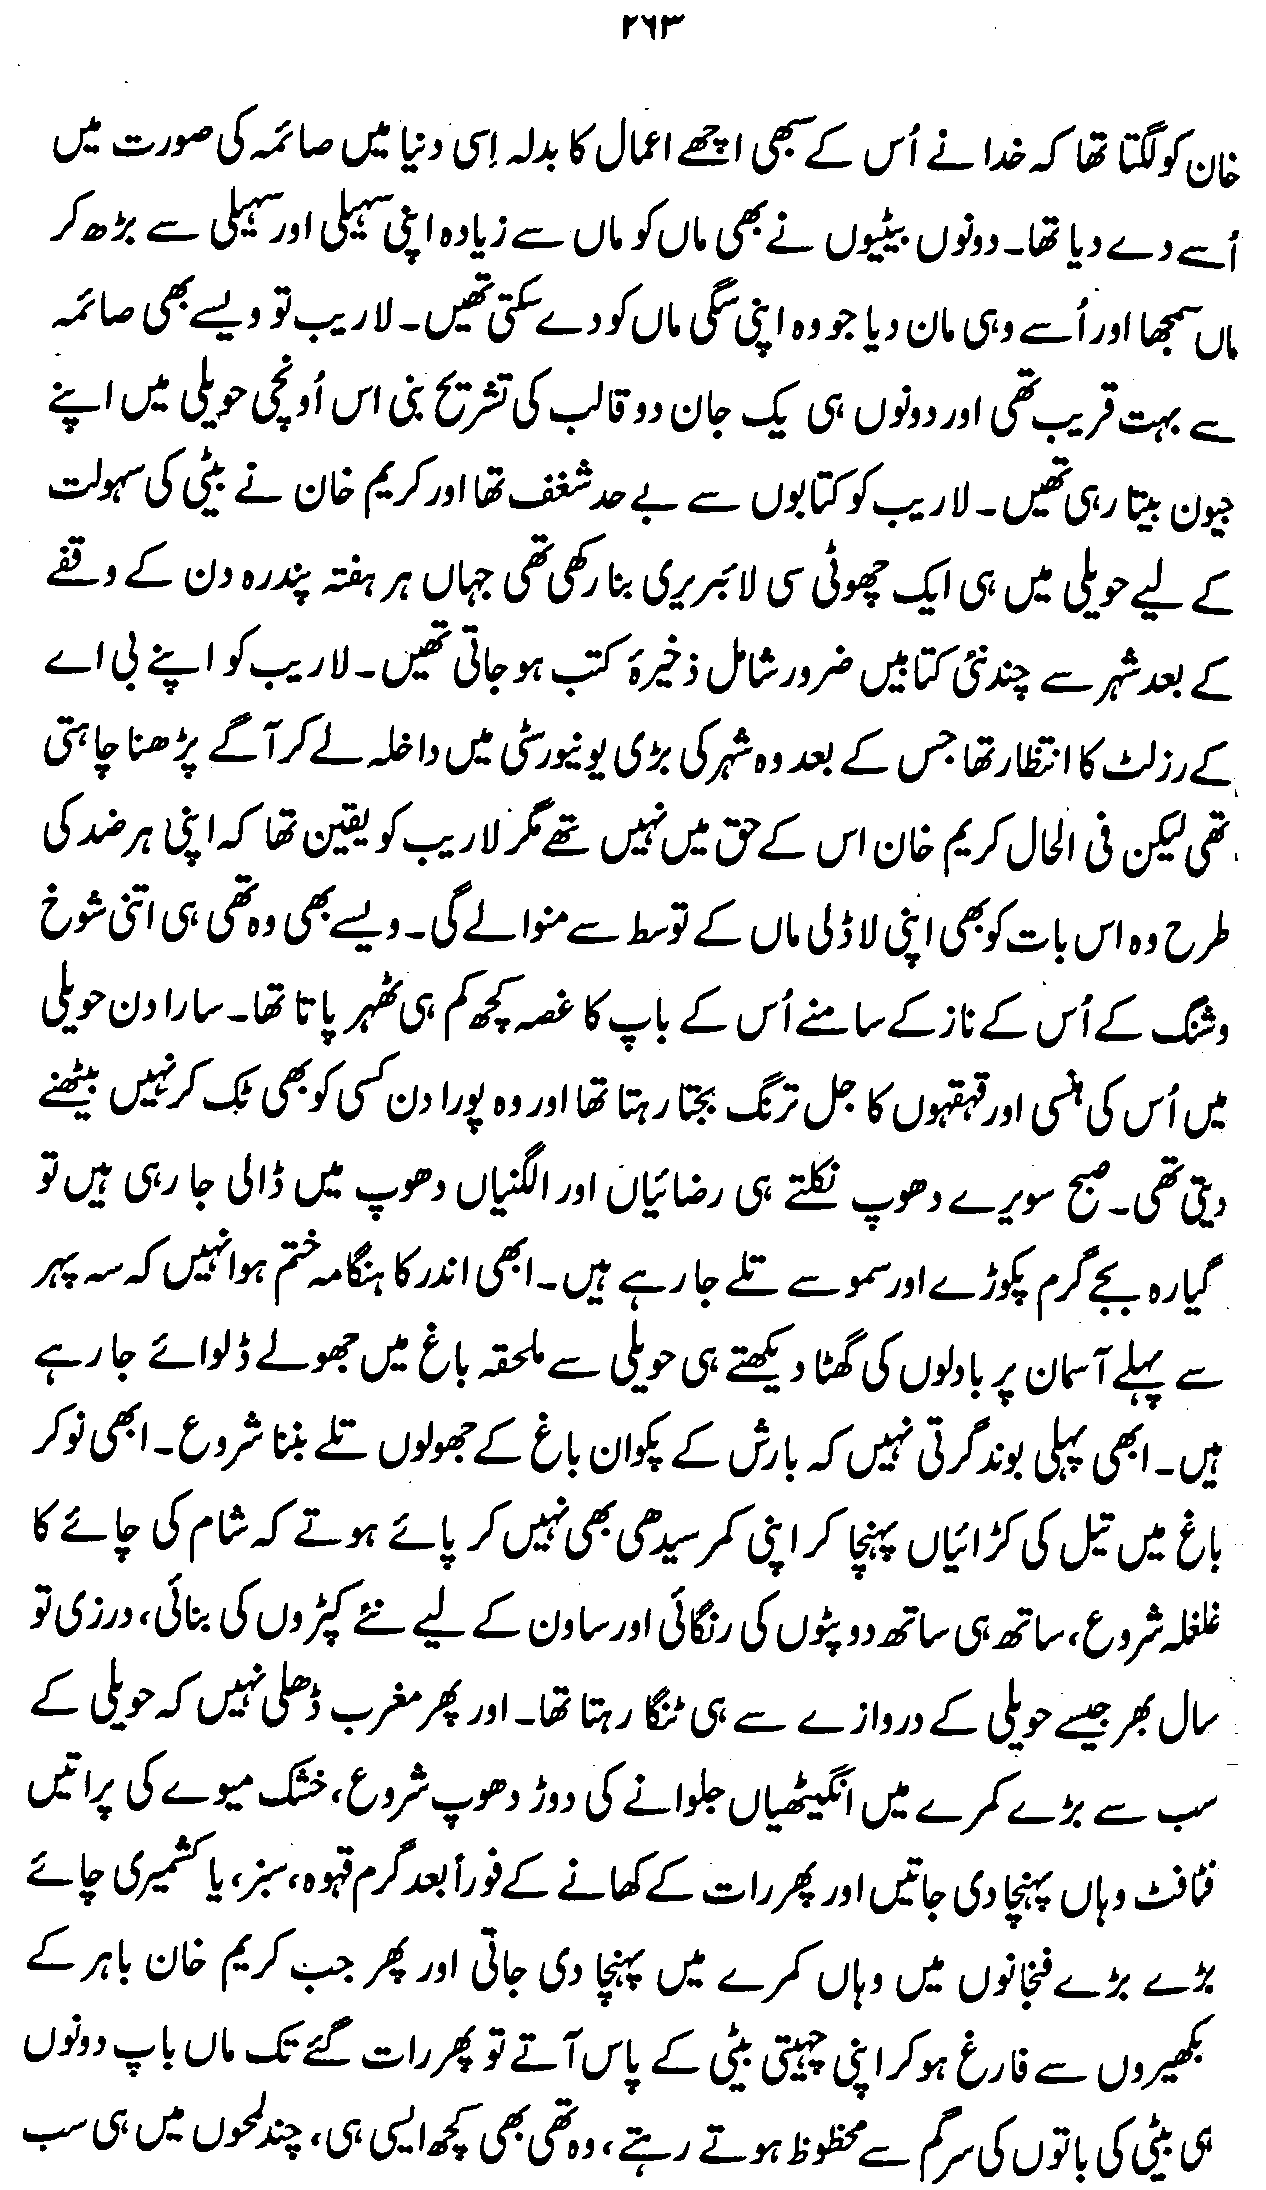 ۲۶۳
خان کو لگتا تھا کہ خدا نے اُس کے سبھی اچھے اعمال کا بدلہ اِسی دنیا میں صائمہ کی صورت میں
اُسے دے دیا تھا۔ دونوں بیٹیوں نے بھی ماں کو ماں سے زیادہ اپنی سہیلی اور سہیلی سے بڑھ کر
ماں سمجھا اور اُسے وہی مان دیا جو وہ اپنی سگی ماں کو دے سکتی تھیں۔ لاریب تو ویسے بھی صائمہ
سے بہت قریب تھی اور دونوں ہی یک جان دو قالب کی تشریح بنی اس اُونچی حویلی میں اپنے
جیون بیتا رہی تھیں۔ لاریب کو کتابوں سے بے حد شغف تھا اور کریم خان نے بیٹی کی سہولت
کے لیے حویلی میں ہی ایک چھوٹی سی لائبریری بنا رکھی تھی جہاں ہر ہفتہ پندرہ دن کے وقفے
کے بعد شہر سے چند نئی کتابیں ضرور شامل ذخیرۂ کتب ہو جاتی تھیں۔ لاریب کو اپنے بی اے
کے رزلٹ کا انتظار تھا جس کے بعد وہ شہر کی بڑی یونیورسٹی میں داخلہ لے کر آگے پڑھنا چاہتی
تھی لیکن فی الحال کریم خان اس کے حق میں نہیں تھے مگر لاریب کو یقین تھا کہ اپنی ہر ضد کی
طرح وہ اس بات کو بھی اپنی لاڈلی ماں کے توسط سے منوا لے گی۔ ویسے بھی وہ تھی ہی اتنی شوخ
و شنگ کے اُس کے ناز کے سامنے اُس کے باپ کا غصہ کچھ کم ہی ٹھہر پاتا تھا۔ سارا دن حویلی
میں اُس کی ہنسی اور قہقہوں کا جل ترنگ بجتا رہتا تھا اور وہ پورا دن کسی کو بھی ٹِک کر نہیں بیٹھنے
دیتی تھی۔ صبح سویرے دھوپ نکلتے ہی رضائیاں اور الگنیاں دھوپ میں ڈالی جا رہی ہیں تو
گیارہ بجے گرم پکوڑے اور سموسے تلے جا رہے ہیں۔ ابھی اندر کا ہنگامہ ختم ہوا نہیں کہ سہ پہر
سے پہلے آسمان پر بادلوں کی گھٹا دیکھتے ہی حویلی سے ملحقہ باغ میں جھولے ڈلوائے جا رہے
ہیں۔ ابھی پہلی بوند گرتی نہیں کہ بارش کے پکوان باغ کے جھولوں تلے بننا شروع۔ ابھی نوکر
باغ میں تیل کی کڑائیاں پہنچا کر اپنی کمر سیدھی بھی نہیں کر پائے ہوتے کہ شام کی چائے کا
غلغلہ شروع، ساتھ ہی ساتھ دوپٹوں کی رنگائی اور ساون کے لیے نئے کپڑوں کی بنائی، درزی تو
سال بھر جیسے حویلی کے دروازے سے ہی ٹنگا رہتا تھا۔ اور پھر مغرب ڈھلی نہیں کہ حویلی کے
سب سے بڑے کمرے میں انگیٹھیاں جلوانے کی دوڑ دھوپ شروع، خشک میوے کی پراتیں
فٹافٹ وہاں پہنچا دی جاتیں اور پھر رات کے کھانے کے فوراً بعد گرم قہوہ، سبز، یا کشمیری چائے
بڑے بڑے فنجانوں میں وہاں کمرے میں پہنچا دی جاتی اور پھر جب کریم خان باہر کے
بکھیروں سے فارغ ہو کر اپنی چہیتی بیٹی کے پاس آتے تو پھر رات گئے تک ماں باپ دونوں
ہی بیٹی کی باتوں کی سرگم سے محظوظ ہوتے رہتے، وہ تھی بھی کچھ ایسی ہی، چند لمحوں میں ہی سب